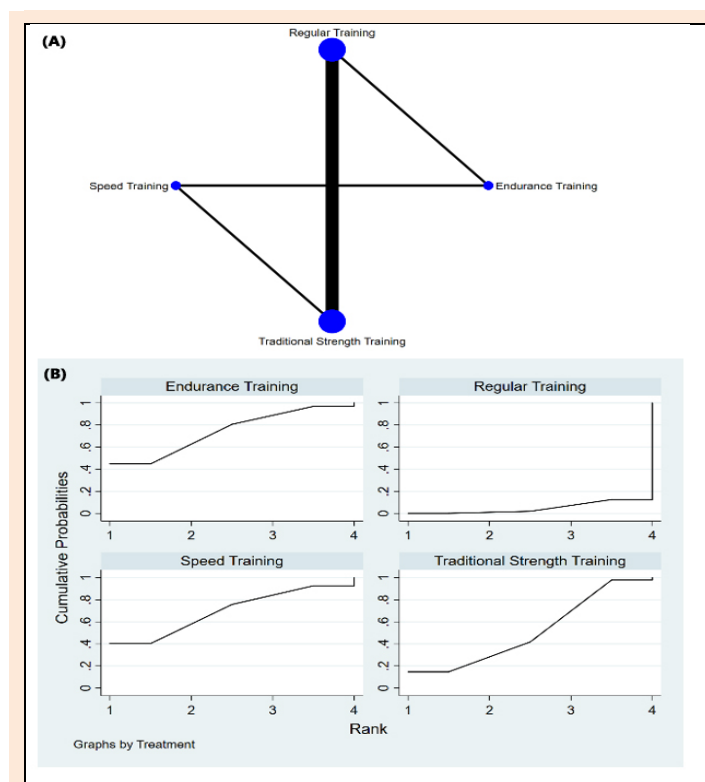 (A)
Regular Training
Speed Training
Endurance Training
Traditional Strength Training
(B)
Cumulative Probabilities
Endurance Training
1
.8
.6
.4
.2
0
1 2 3 4
Regular Training
1
.8
.6
.4
.2
0
1 2 3 4
Speed Training
1
.8
.6
.4
.2
0
1 2 3 4
Traditional Strength Training
1
.8
.6
.4
.2
0
1 2 3 4
Rank
Graphs by Treatment